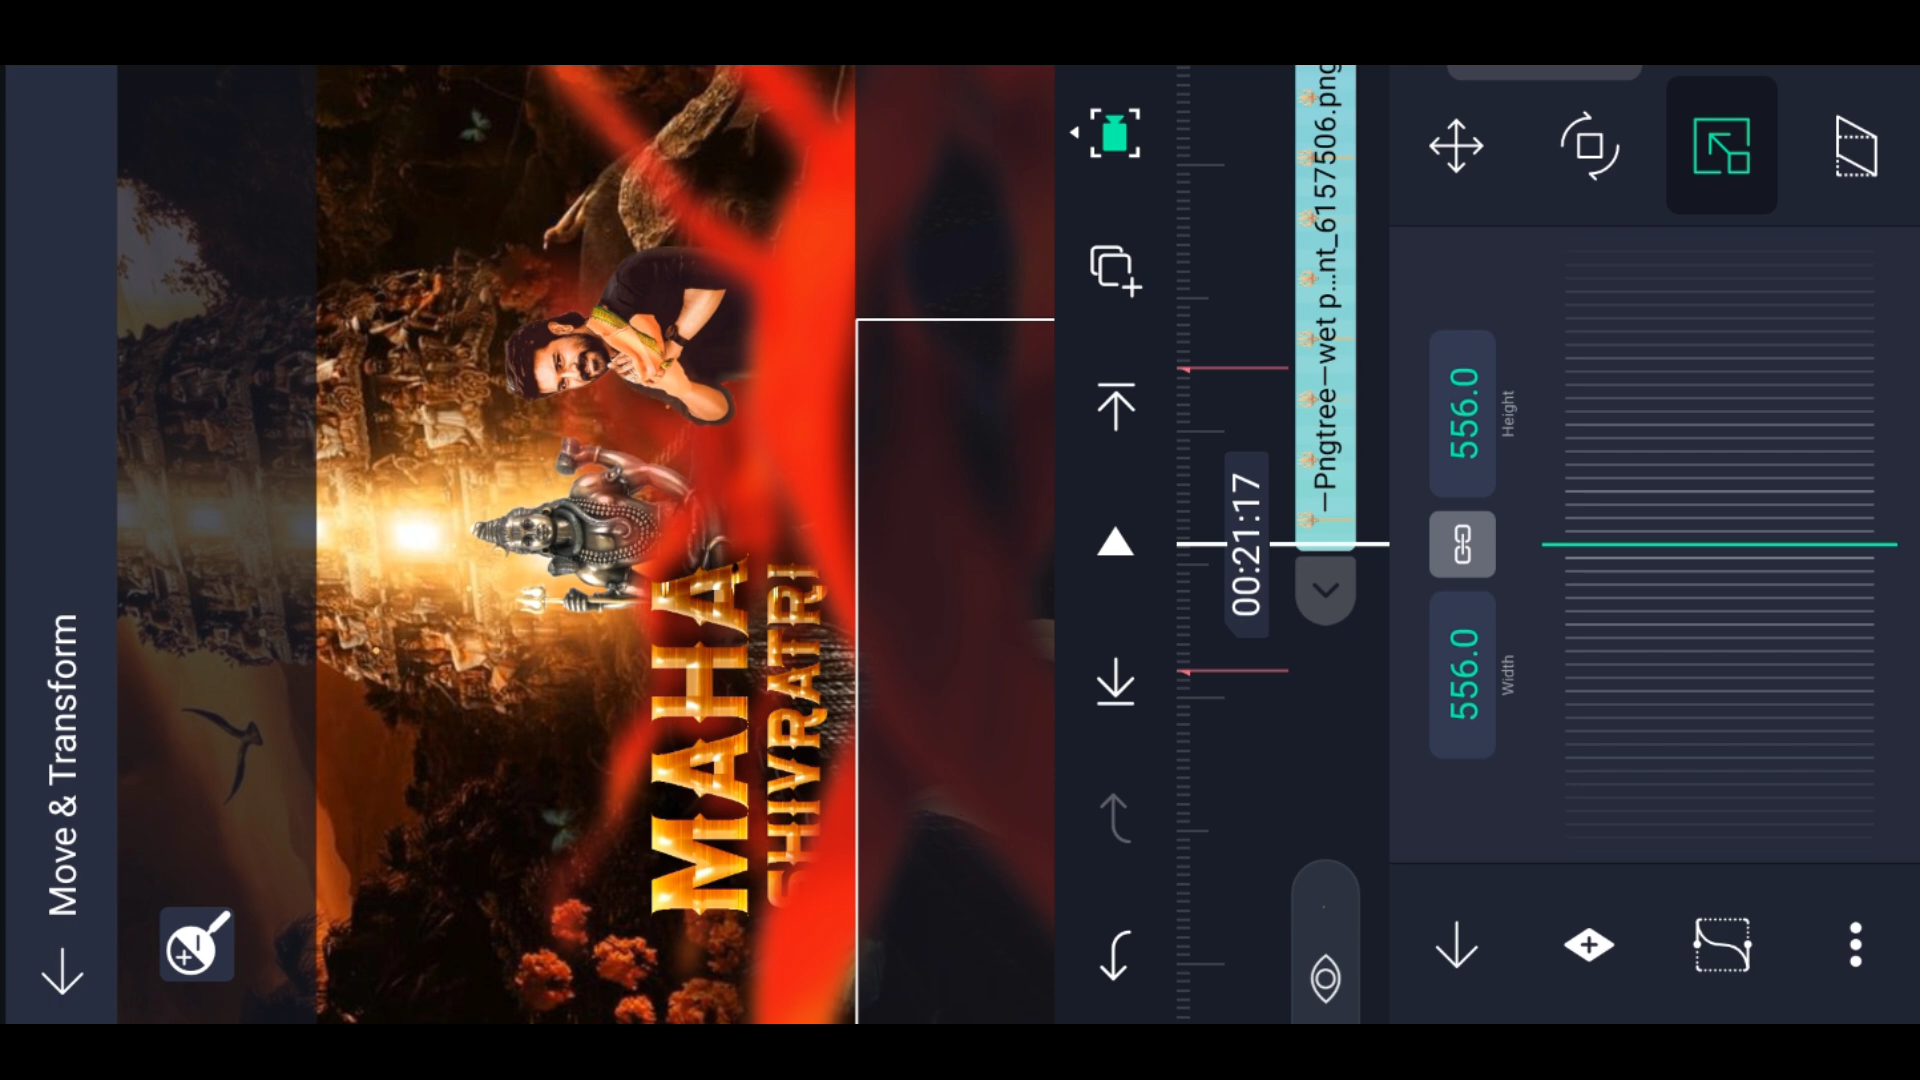 Move & Transform
MAHA
SHIVRATRI
00:21:17
–Pngtree–wet p...nt_6157506.png
556.0
Width
556.0
Height